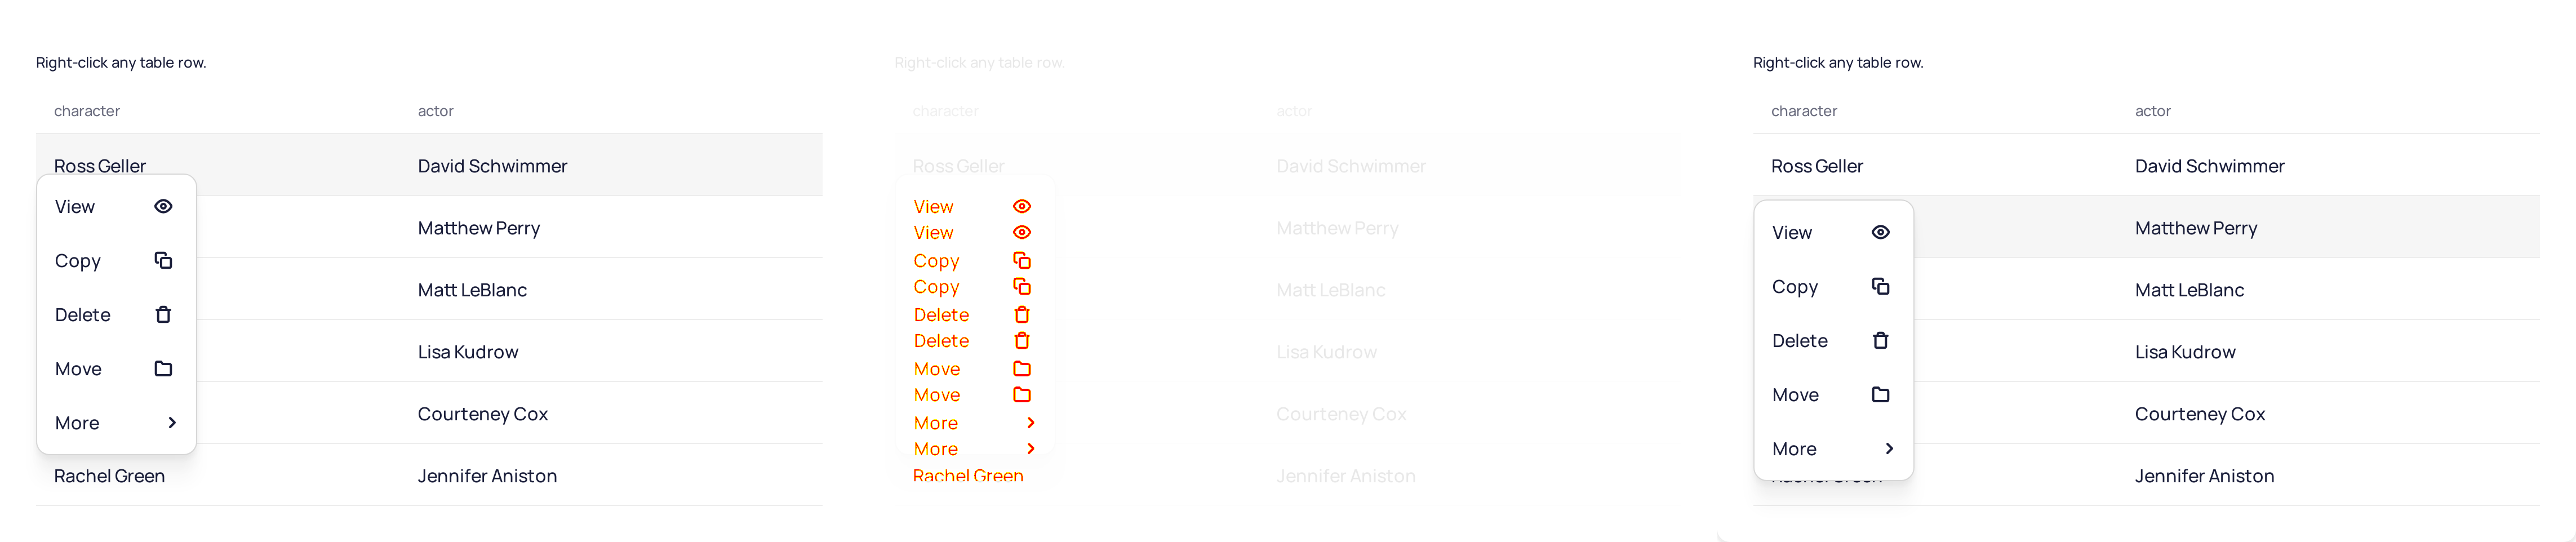 Right-click any table row.
character actor
Ross Geller David Schwimmer
View
Matthew Perry
Copy
Matt LeBlanc
Delete
Lisa Kudrow
Move
Courteney Cox
More
Rachel Green Jennifer Aniston
Right-click any table row.
character actor
Ross Geller David Schwimmer
View
View
Matthew Perry
Copy
Copy
Matt LeBlanc
Delete
Delete
Lisa Kudrow
Move
Move
Courteney Cox
More
More
Rachel Green Jennifer Aniston
Right-click any table row.
character actor
Ross Geller David Schwimmer
View
Matthew Perry
Copy
Matt LeBlanc
Delete
Lisa Kudrow
Move
Courteney Cox
More
Jennifer Aniston